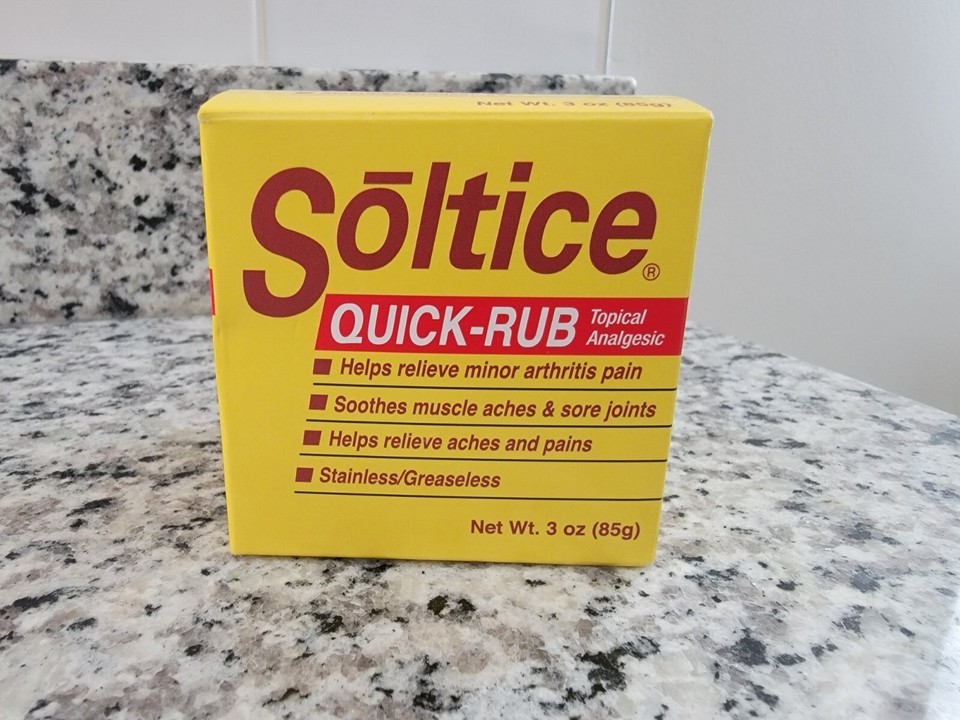 Net Wt. 3 oz (85g)
Sōltice®
QUICK-RUB Topical
Analgesic
Helps relieve minor arthritis pain
Soothes muscle aches & sore joints
Helps relieve aches and pains
Stainless/Greaseless
Net Wt. 3 oz (85g)